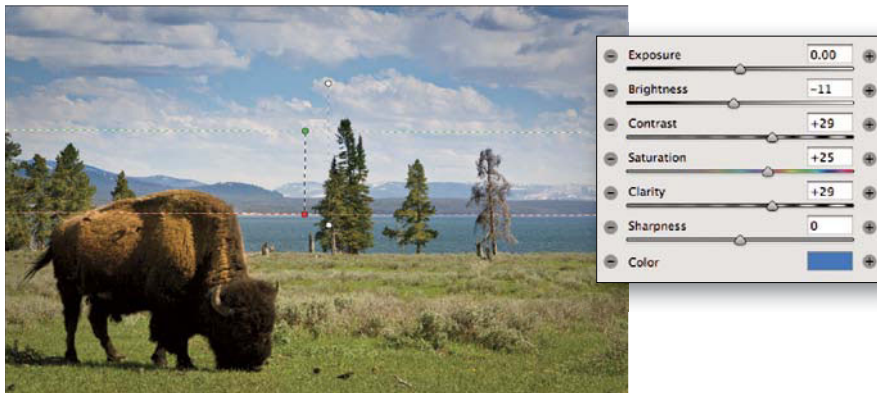 Exposure 0.00
Brightness -11
Contrast +29
Saturation +25
Clarity +29
Sharpness 0
Color